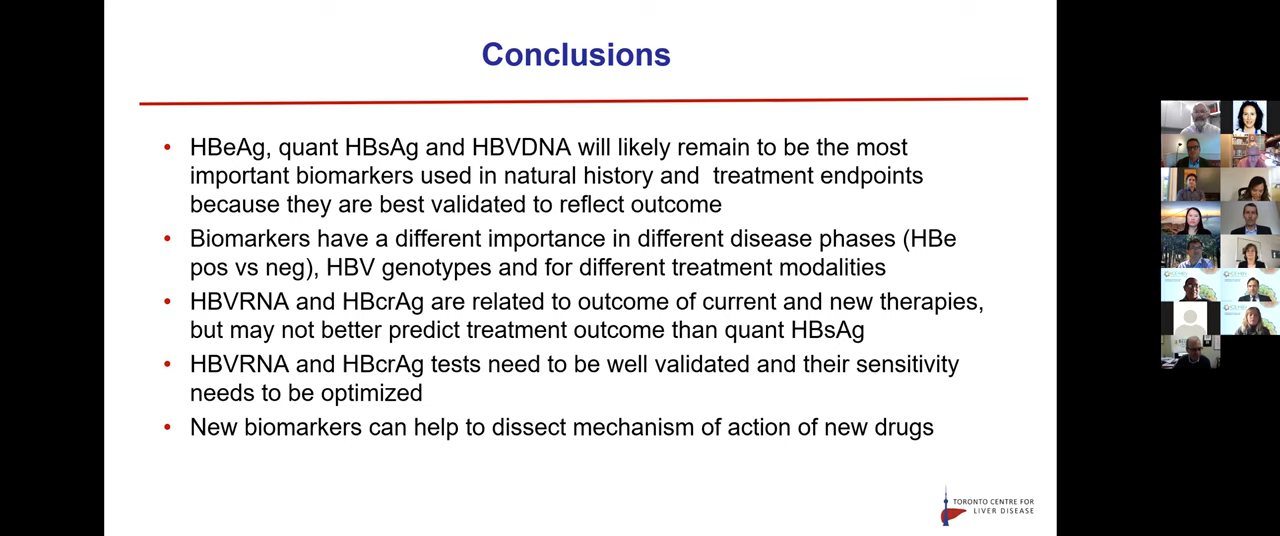 Conclusions
• HBeAg, quant HBsAg and HBVDNA will likely remain to be the most
important biomarkers used in natural history and treatment endpoints
because they are best validated to reflect outcome
• Biomarkers have a different importance in different disease phases (HBe
pos vs neg), HBV genotypes and for different treatment modalities
• HBVRNA and HBcrAg are related to outcome of current and new therapies,
but may not better predict treatment outcome than quant HBsAg
• HBVRNA and HBcrAg tests need to be well validated and their sensitivity
needs to be optimized
• New biomarkers can help to dissect mechanism of action of new drugs
TORONTO CENTRE FOR
LIVER DISEASE